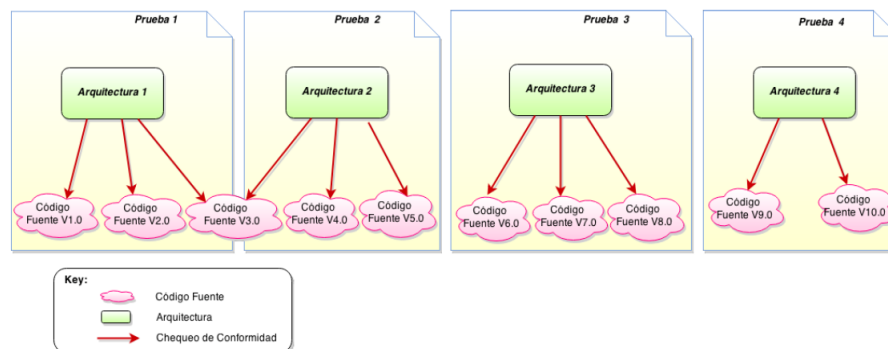 Prueba 1
Prueba 2
Prueba 3
Prueba 4
Arquitectura 1
Arquitectura 2
Arquitectura 3
Arquitectura 4
Código
Fuente V1.0
Código
Fuente V2.0
Código
Fuente V3.0
Código
Fuente V4.0
Código
Fuente V5.0
Código
Fuente V6.0
Código
Fuente V7.0
Código
Fuente V8.0
Código
Fuente V9.0
Código
Fuente V10.0
Key:
Código Fuente
Arquitectura
Chequeo de Conformidad